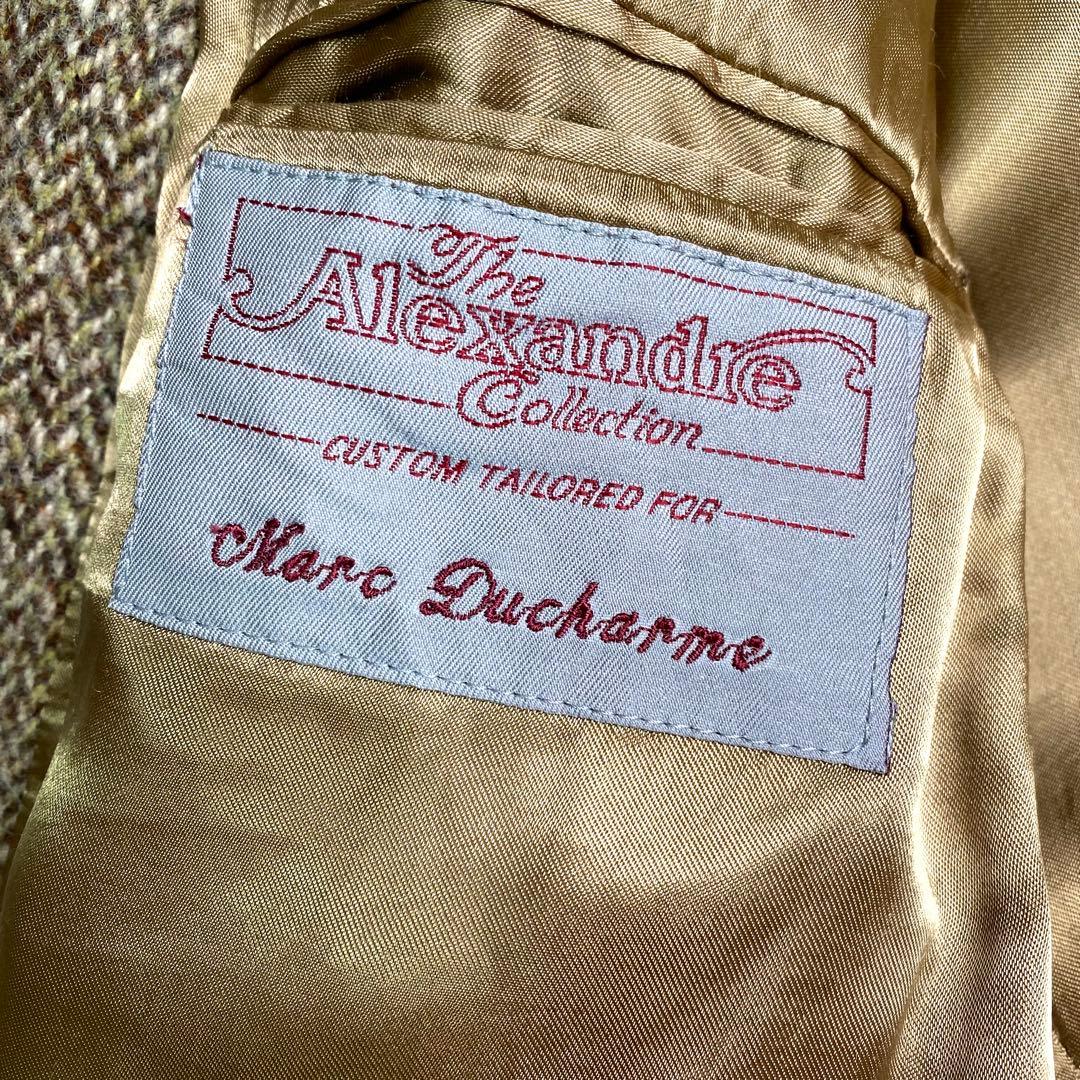 The
Alexandre
Collection
CUSTOM TAILORED FOR
Marc Ducharme